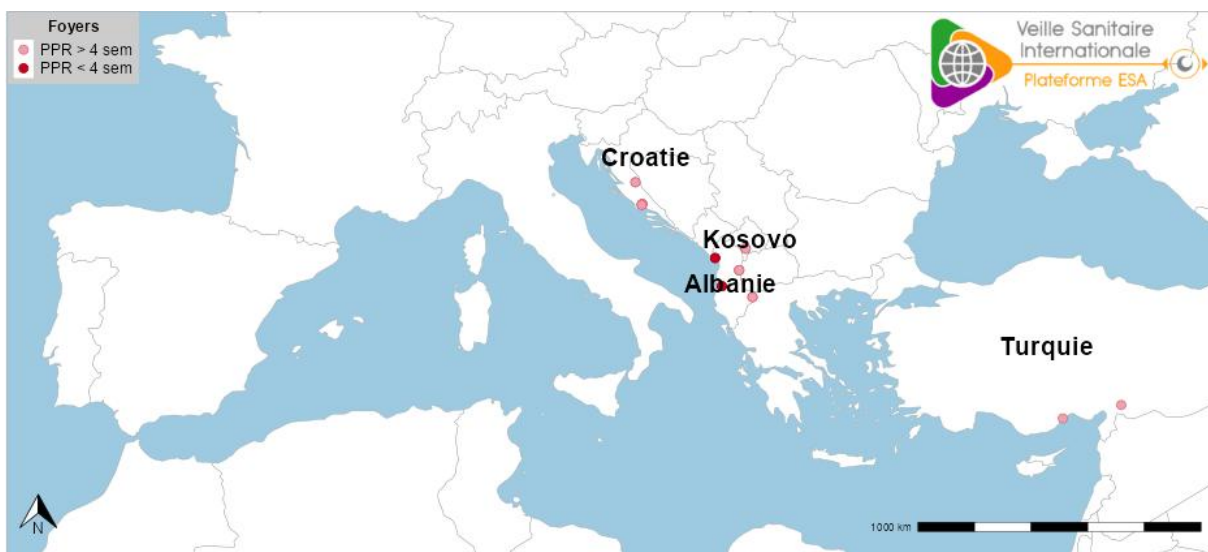 Foyers
PPR > 4 sem
PPR < 4 sem
Veille Sanitaire
Internationale
Plateforme ESA
Croatie
Kosovo
Albanie
Turquie
N
1000 km